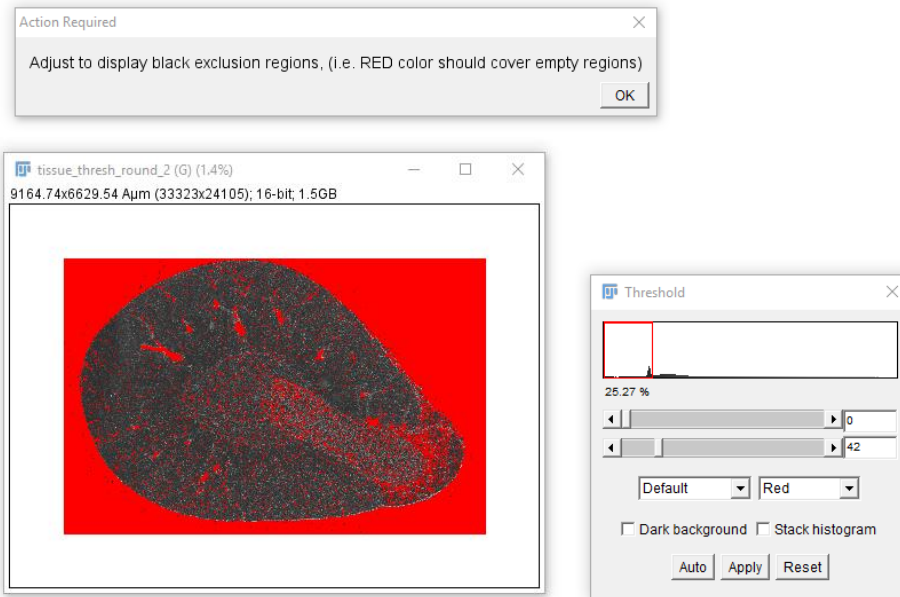 Action Required
Adjust to display black exclusion regions, (i.e. RED color should cover empty regions)
OK
tissue_thresh_round_2 (G) (1.4%)
9164.74x6629.54 Aµm (33323x24105); 16-bit; 1.5GB
Threshold
25.27 %
0
42
Default Red
Dark background Stack histogram
Auto Apply Reset